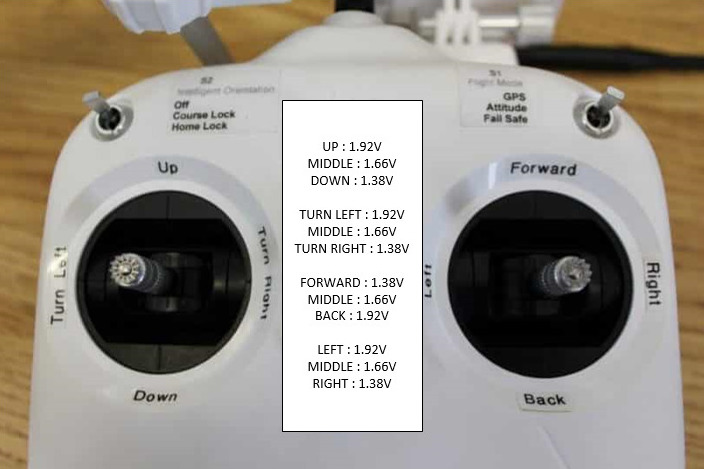 S2
Intelligent Orientation
Off
Course Lock
Home Lock
S1
Flight Mode
GPS
Attitude
Fail Safe
Up
Turn Left
Turn Right
Down
UP : 1.92V
MIDDLE : 1.66V
DOWN : 1.38V
TURN LEFT : 1.92V
MIDDLE : 1.66V
TURN RIGHT : 1.38V
FORWARD : 1.38V
MIDDLE : 1.66V
BACK : 1.92V
LEFT : 1.92V
MIDDLE : 1.66V
RIGHT : 1.38V
Forward
Left
Right
Back